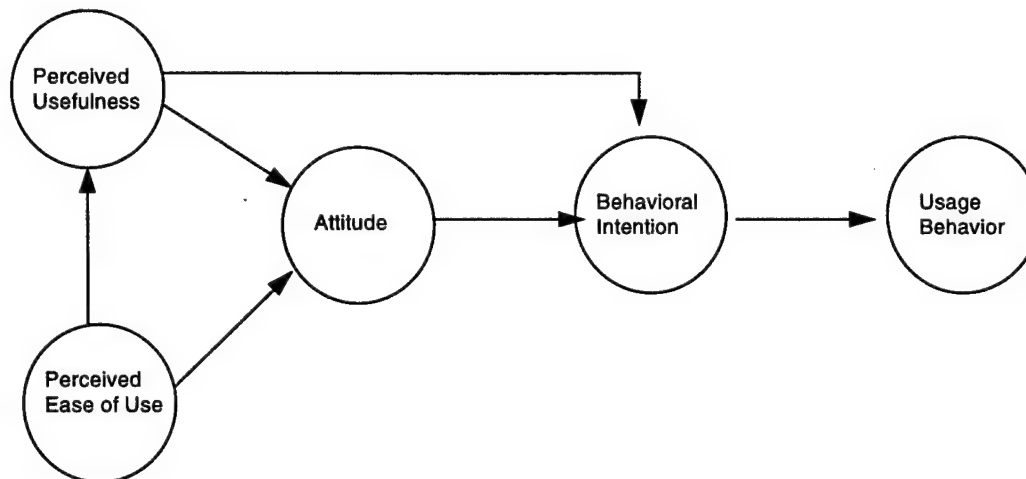 Perceived
Usefulness
Attitude
Behavioral
Intention
Usage
Behavior
Perceived
Ease of Use